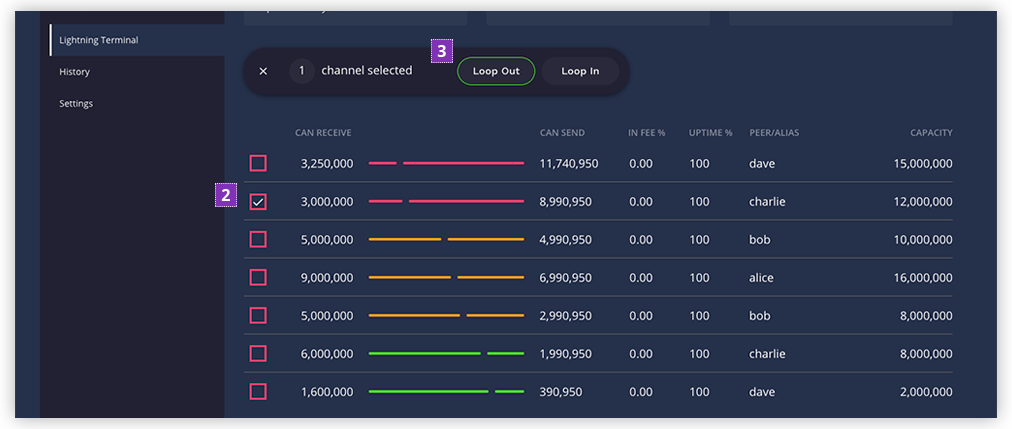 Lightning Terminal
History
Settings
3
× 1 channel selected Loop Out Loop In
CAN RECEIVE CAN SEND IN FEE % UPTIME % PEER/ALIAS CAPACITY
3,250,000 11,740,950 0.00 100 dave 15,000,000
2
3,000,000 8,990,950 0.00 100 charlie 12,000,000
5,000,000 4,990,950 0.00 100 bob 10,000,000
9,000,000 6,990,950 0.00 100 alice 16,000,000
5,000,000 2,990,950 0.00 100 bob 8,000,000
6,000,000 1,990,950 0.00 100 charlie 8,000,000
1,600,000 390,950 0.00 100 dave 2,000,000